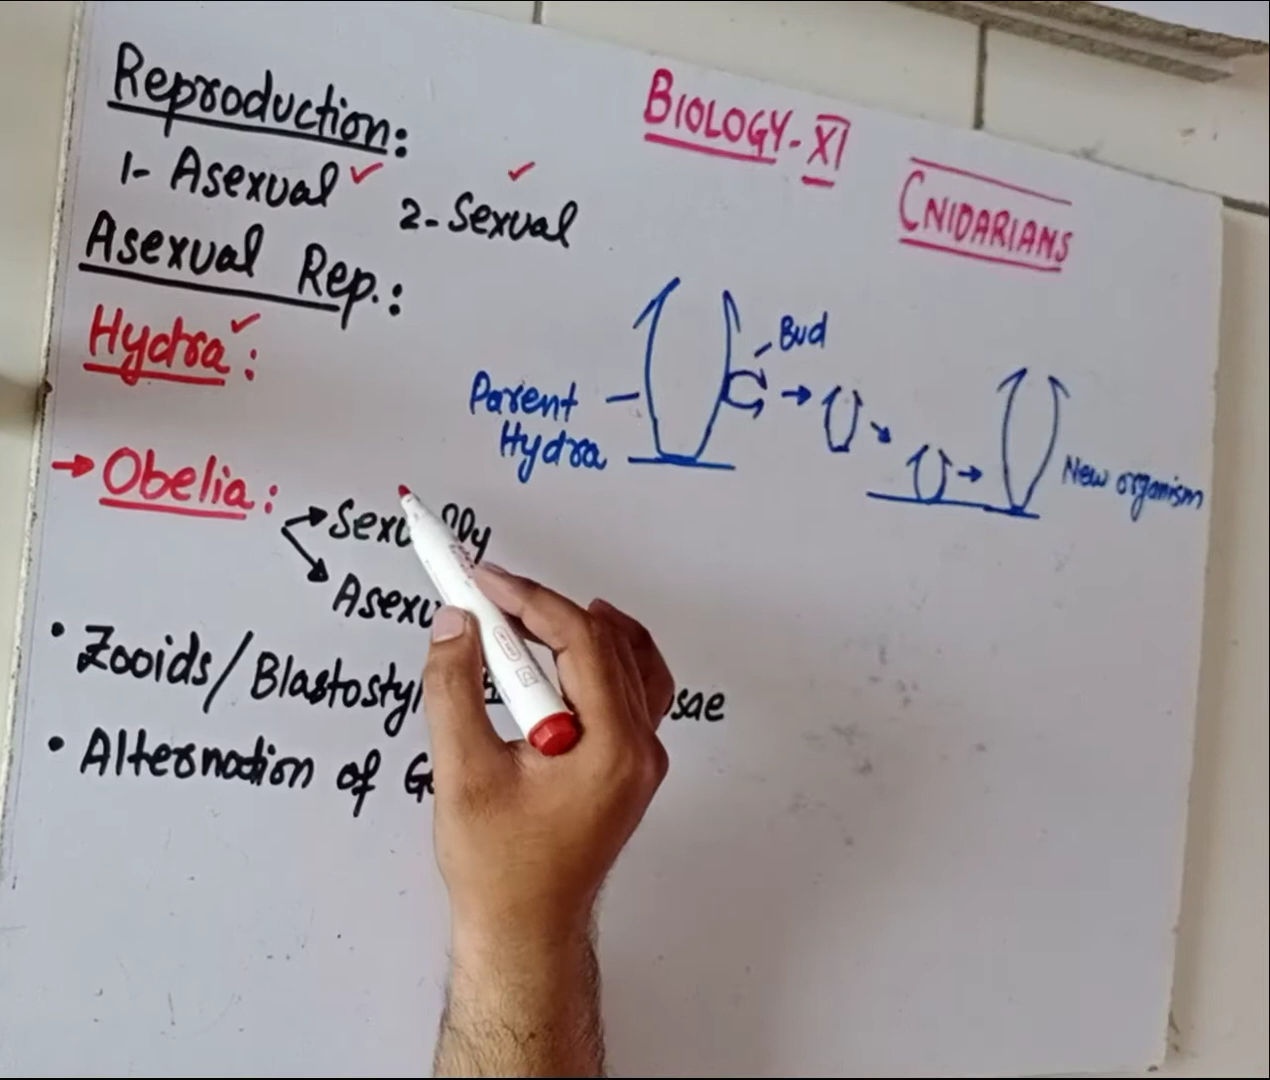 Reproduction:
1- Asexual
2- Sexual
Asexual Rep.:
Hydra:
Obelia:
Sexually
Zooids/
Alternation of
BIOLOGY-XI
CNIDARIANS
Bud
Parent
Hydra
New organism